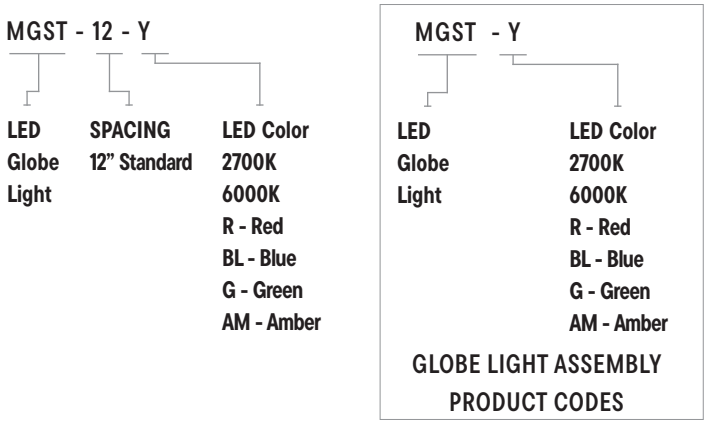 MGST - 12 - Y
LED
Globe
Light
SPACING
12” Standard
LED Color
2700K
6000K
R - Red
BL - Blue
G - Green
AM - Amber
MGST - Y
LED
Globe
Light
LED Color
2700K
6000K
R - Red
BL - Blue
G - Green
AM - Amber
GLOBE LIGHT ASSEMBLY
PRODUCT CODES